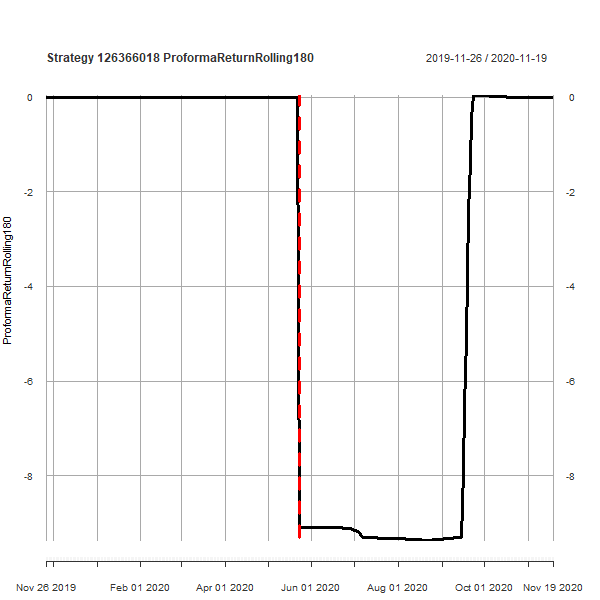 Strategy 126366018 ProformaReturnRolling180
2019-11-26 / 2020-11-19
ProformaReturnRolling180
0
-2
-4
-6
-8
0
-2
-4
-6
-8
Nov 26 2019 Feb 01 2020 Apr 01 2020 Jun 01 2020 Aug 01 2020 Oct 01 2020 Nov 19 2020